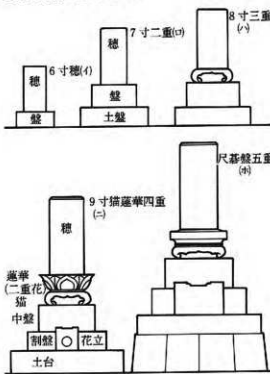 6寸穂(イ)
穂
盤
7寸二重(ロ)
穂
盤
土盤
8寸三重(ハ)
9寸猫蓮華四重(ニ)
穂
蓮華
(二重花)
猫
中盤
割盤
花立
土台
尺碁盤五重(ホ)